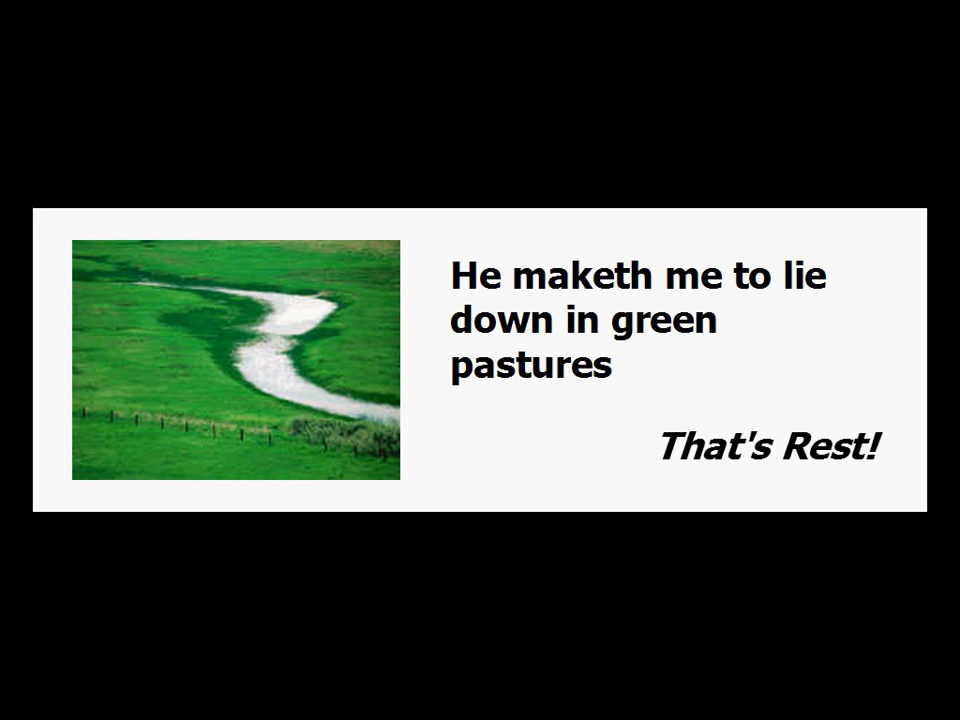 He maketh me to lie
down in green
pastures
That's Rest!